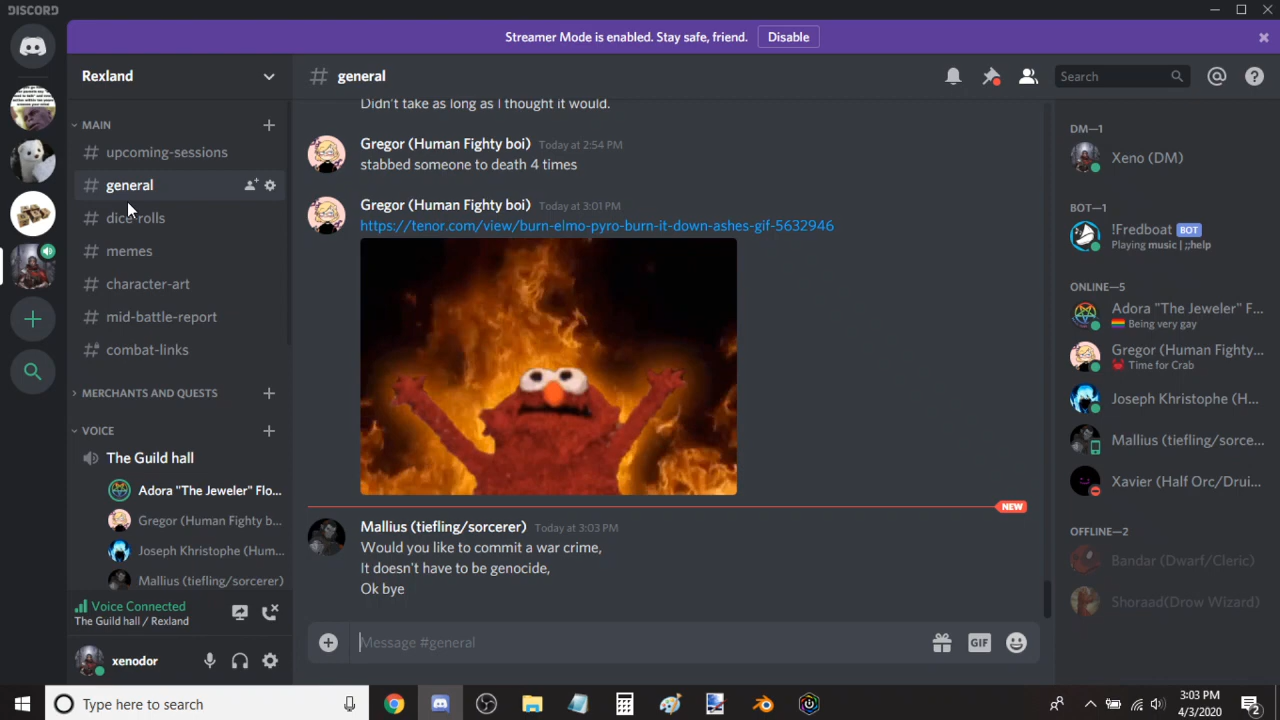 DISCORD
Streamer Mode is enabled. Stay safe, friend.
Disable
Rexland
MAIN
upcoming-sessions
general
dice-rolls
memes
character-art
mid-battle-report
combat-links
MERCHANTS AND QUESTS
VOICE
The Guild hall
Adora "The Jeweler" Flo...
Gregor (Human Fighty b...
Joseph Khristophe (Hum...
Mallius (tiefling/sorcerer)
Voice Connected
The Guild hall / Rexland
xenodor
# general
Search
Didn't take as long as I thought it would.
Gregor (Human Fighty boi) Today at 2:54 PM
stabbed someone to death 4 times
Gregor (Human Fighty boi) Today at 3:01 PM
https://tenor.com/view/burn-elmo-pyro-burn-it-down-ashes-gif-5632946
NEW
Mallius (tiefling/sorcerer) Today at 3:03 PM
Would you like to commit a war crime,
It doesn't have to be genocide,
Ok bye
Message #general
GIF
DM—1
Xeno (DM)
BOT—1
!Fredboat BOT
Playing music | ;;help
ONLINE—5
Adora "The Jeweler" F...
Being very gay
Gregor (Human Fighty...
Time for Crab
Joseph Khristophe (H...
Mallius (tiefling/sorce...
Xavier (Half Orc/Drui...
OFFLINE—2
Bandar (Dwarf/Cleric)
Shoraad(Drow Wizard)
Type here to search
3:03 PM
4/3/2020
2